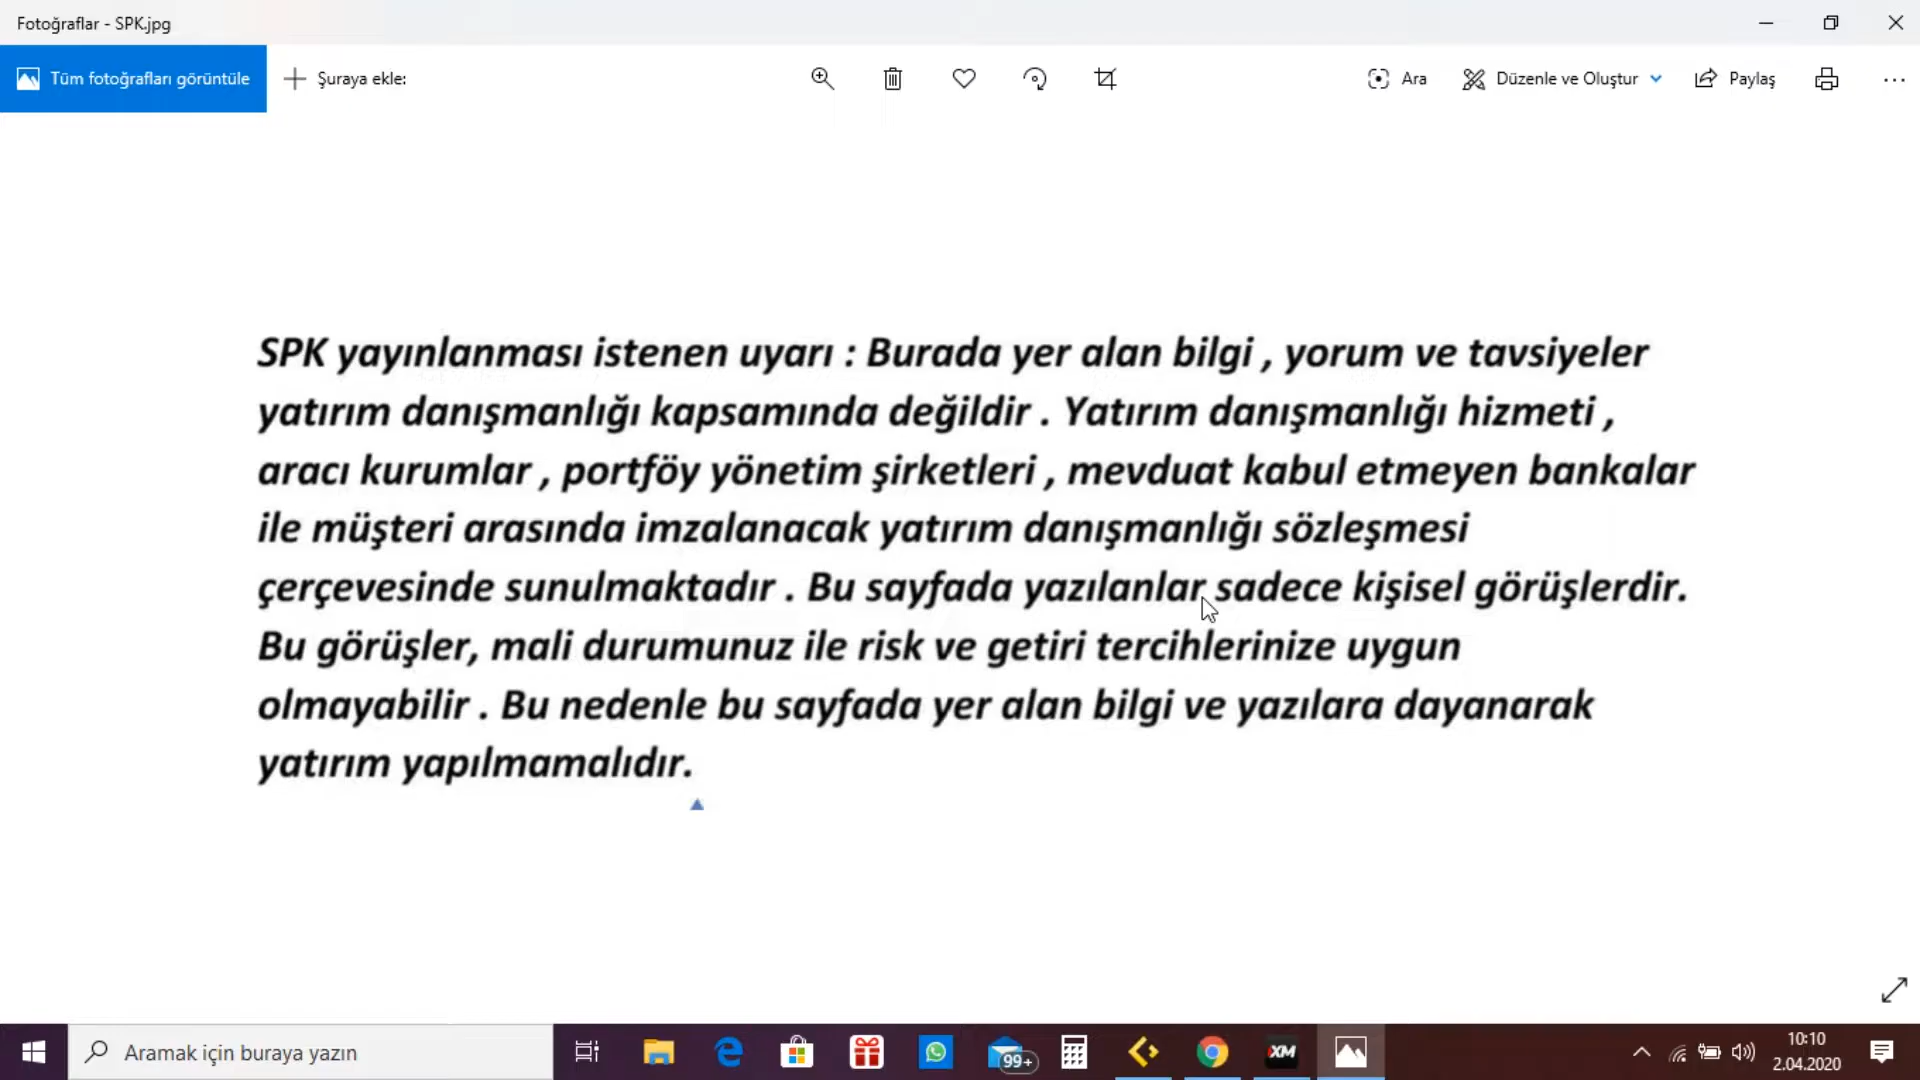 Fotoğraflar - SPK.jpg
Tüm fotoğrafları görüntüle
Şuraya ekle:
Ara
Düzenle ve Oluştur
Paylaş
SPK yayınlanması istenen uyarı : Burada yer alan bilgi , yorum ve tavsiyeler
yatırım danışmanlığı kapsamında değildir . Yatırım danışmanlığı hizmeti ,
aracı kurumlar , portföy yönetim şirketleri , mevduat kabul etmeyen bankalar
ile müşteri arasında imzalanacak yatırım danışmanlığı sözleşmesi
çerçevesinde sunulmaktadır . Bu sayfada yazılanlar sadece kişisel görüşlerdir.
Bu görüşler, mali durumunuz ile risk ve getiri tercihlerinize uygun
olmayabilir . Bu nedenle bu sayfada yer alan bilgi ve yazılara dayanarak
yatırım yapılmamalıdır.
Aramak için buraya yazın
99+
XM
10:10
2.04.2020